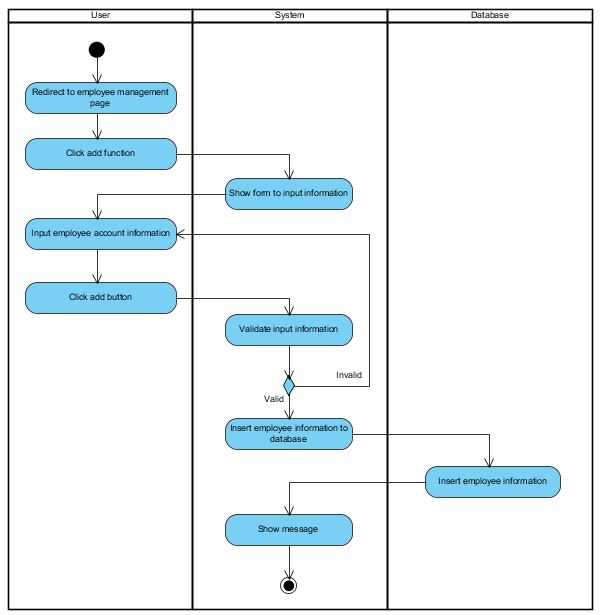 User
System
Database
Redirect to employee management
page
Click add function
Show form to input information
Input employee account information
Click add button
Validate input information
Invalid
Valid
Insert employee information to
database
Insert employee information
Show message